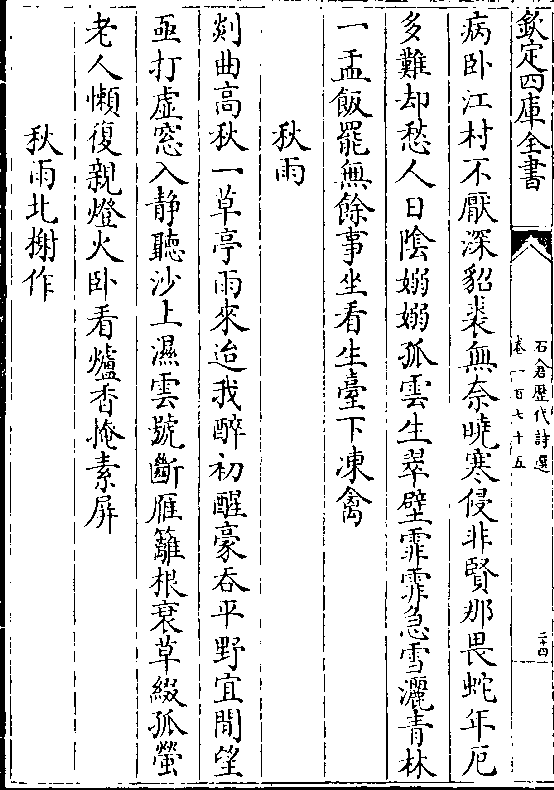 欽定四庫全書
石倉歴代詩選
卷一百七十五
二十四
病卧江村不厭深貂裘無奈曉寒侵非賢那畏蛇年厄
多難却愁人日陰嫋嫋孤雲生翠壁霏霏急雪灑青林
一盂飯罷無餘事坐看生臺下凍禽
秋雨
剡曲高秋一草亭雨來迨我醉初醒豪吞平野宜閒望
亟打虛窓入静聽沙上濕雲號斷雁籬根衰草綴孤螢
老人懶復親燈火卧看爐香掩素屏
秋雨北榭作